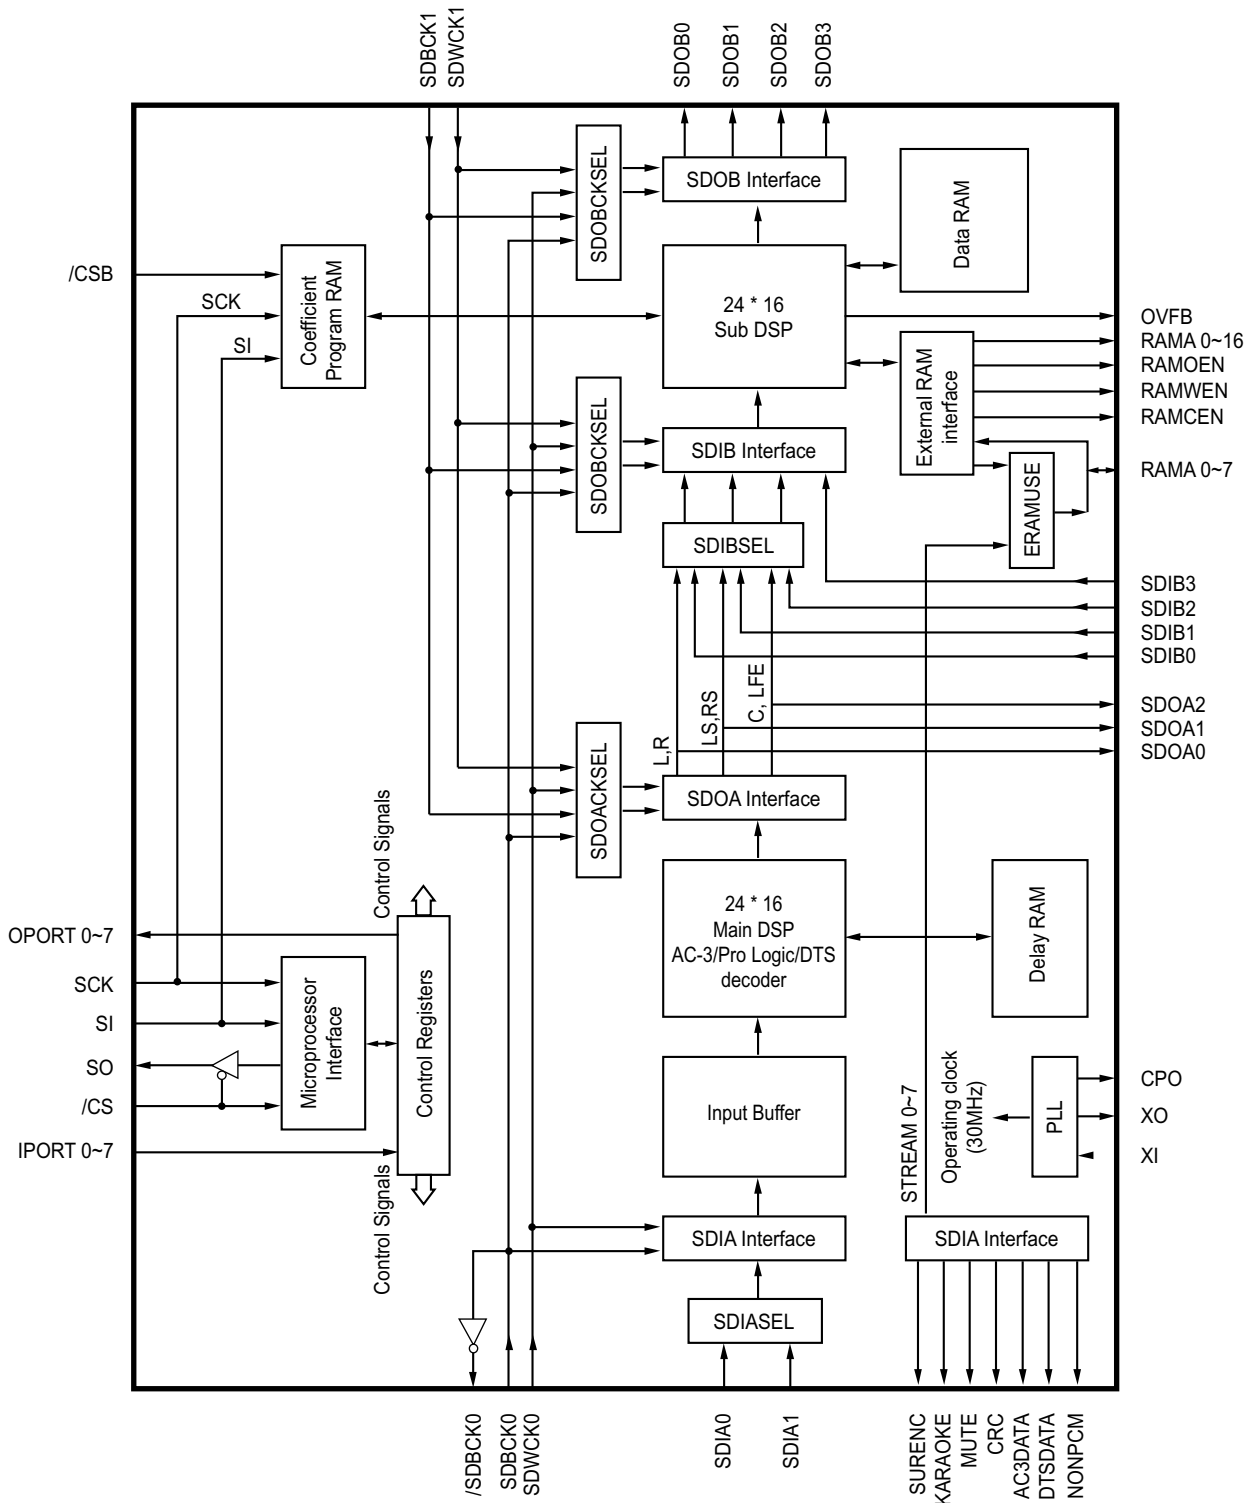 SDBCK1
SDWCK1
SDOB0
SDOB1
SDOB2
SDOB3
SDOBCKSEL
SDOB Interface
Data RAM
/CSB
SCK
SI
Coefficient
Program RAM
24 * 16
Sub DSP
OVFB
RAMA 0~16
RAMOEN
RAMWEN
RAMCEN
RAMA 0~7
External RAM
interface
ERAMUSE
SDOBCKSEL
SDIB Interface
SDIBSEL
SDIB3
SDIB2
SDIB1
SDIB0
L,R
LS,RS
C, LFE
SDOA2
SDOA1
SDOA0
SDOACKSEL
SDOA Interface
Control Signals
OPORT 0~7
SCK
SI
SO
/CS
IPORT 0~7
Microprocessor
Interface
Control Registers
Control Signals
24 * 16
Main DSP
AC-3/Pro Logic/DTS
decoder
Delay RAM
Input Buffer
STREAM 0~7
Operating clock
(30MHz)
PLL
CPO
XO
XI
SDIA Interface
SDIA Interface
SDIASEL
/SDBCK0
SDBCK0
SDWCK0
SDIA0
SDIA1
SURENC
KARAOKE
MUTE
CRC
AC3DATA
DTSDATA
NONPCM